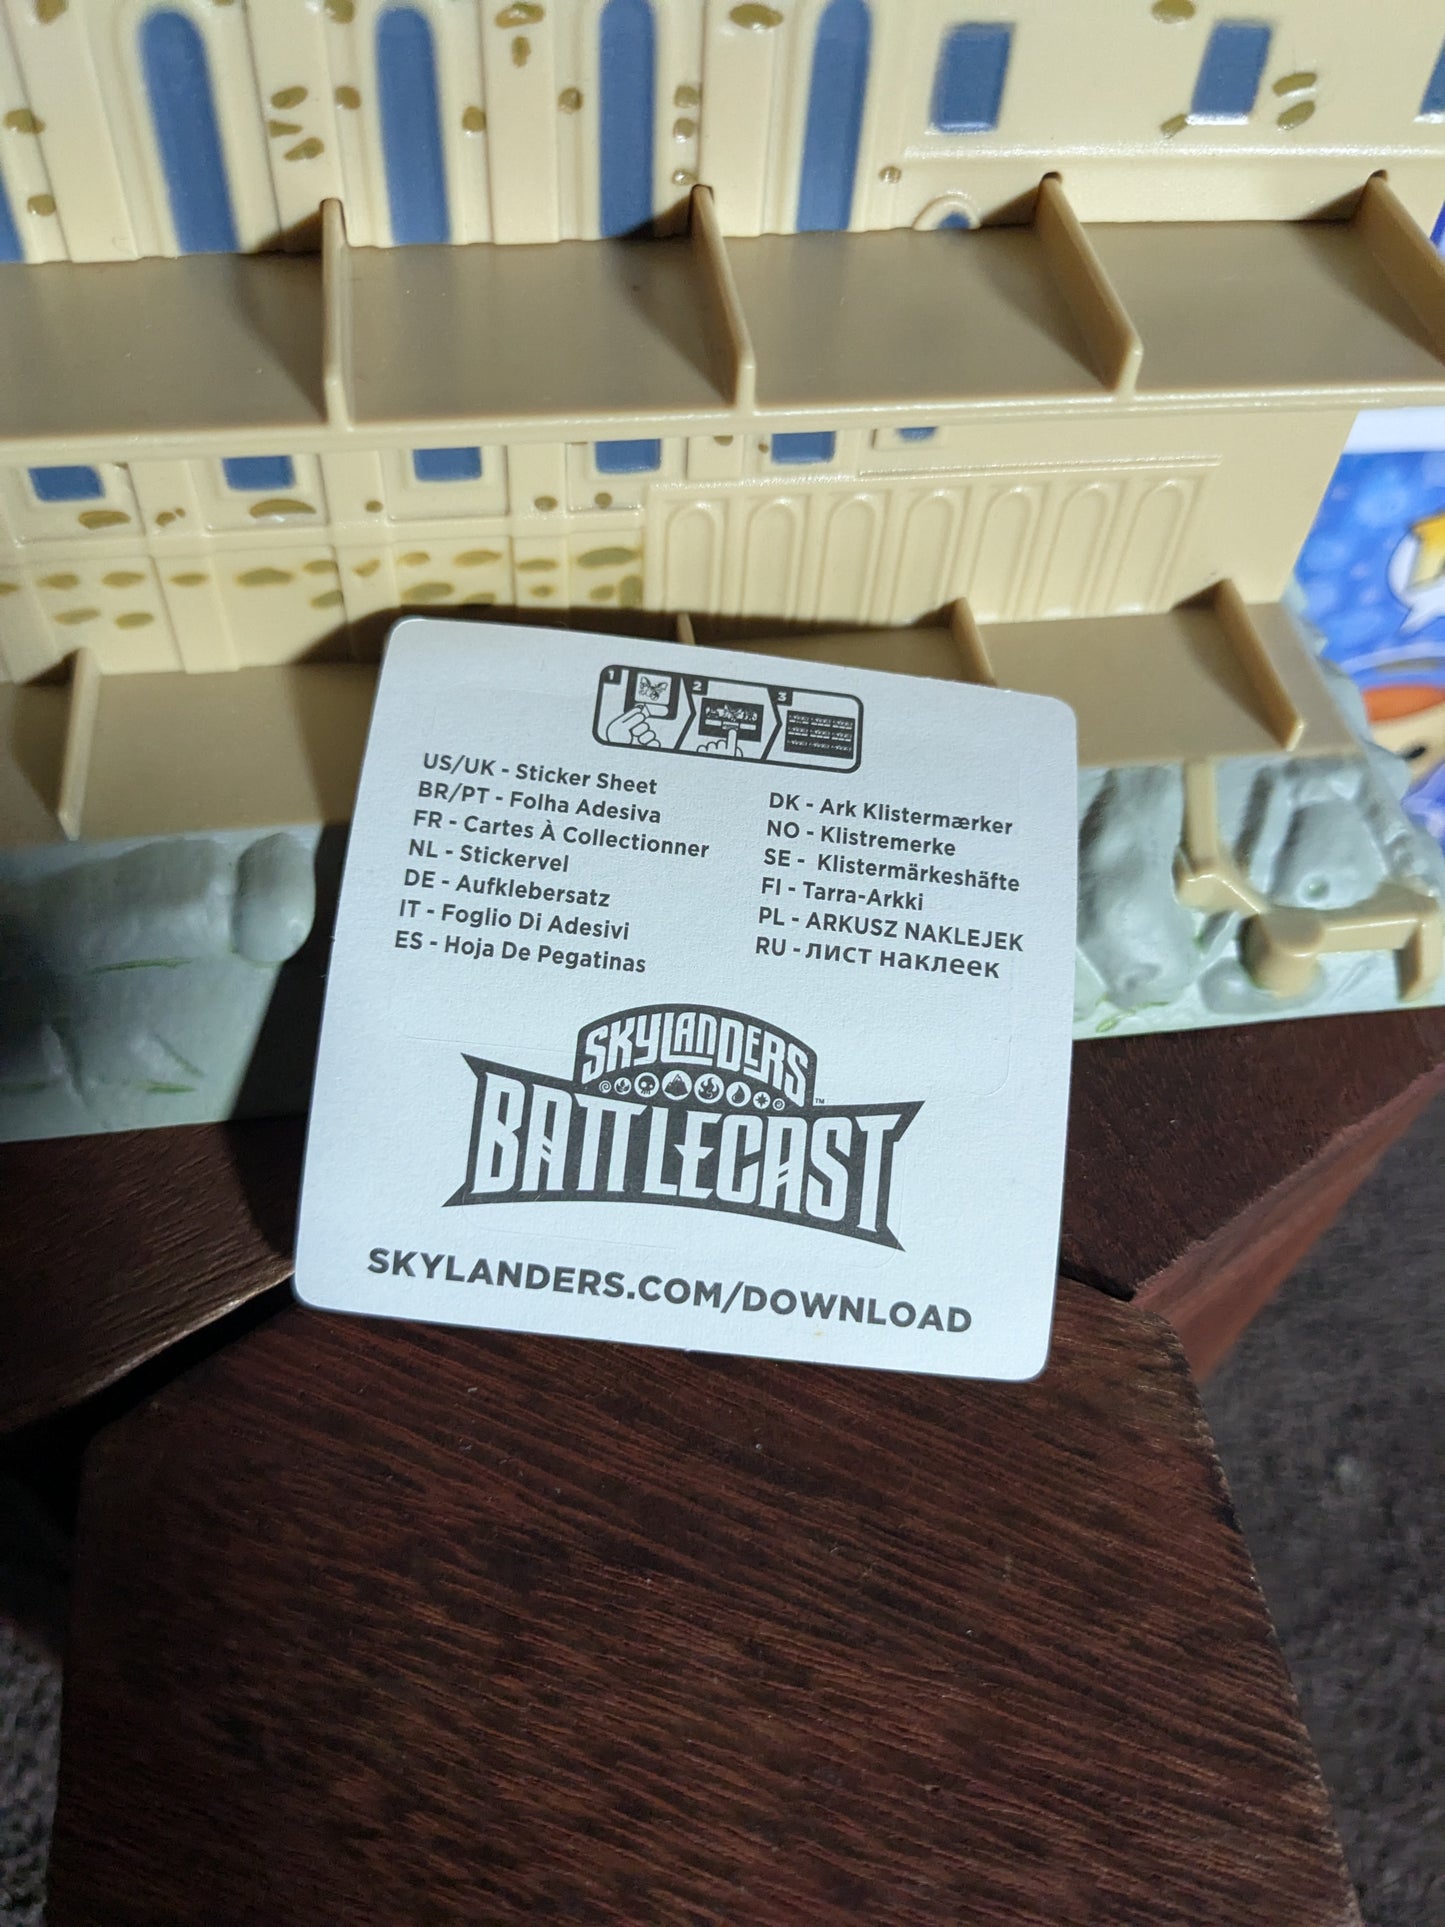 1 2 3
US/UK - Sticker Sheet
BR/PT - Folha Adesiva
FR - Cartes À Collectionner
NL - Stickervel
DE - Aufklebersatz
IT - Foglio Di Adesivi
ES - Hoja De Pegatinas
DK - Ark Klistermærker
NO - Klistremerke
SE - Klistermärkeshäfte
FI - Tarra-Arkki
PL - ARKUSZ NAKLEJEK
RU - ЛИСТ наклеек
SKYLANDERS
BATTLECAST
™
SKYLANDERS.COM/DOWNLOAD